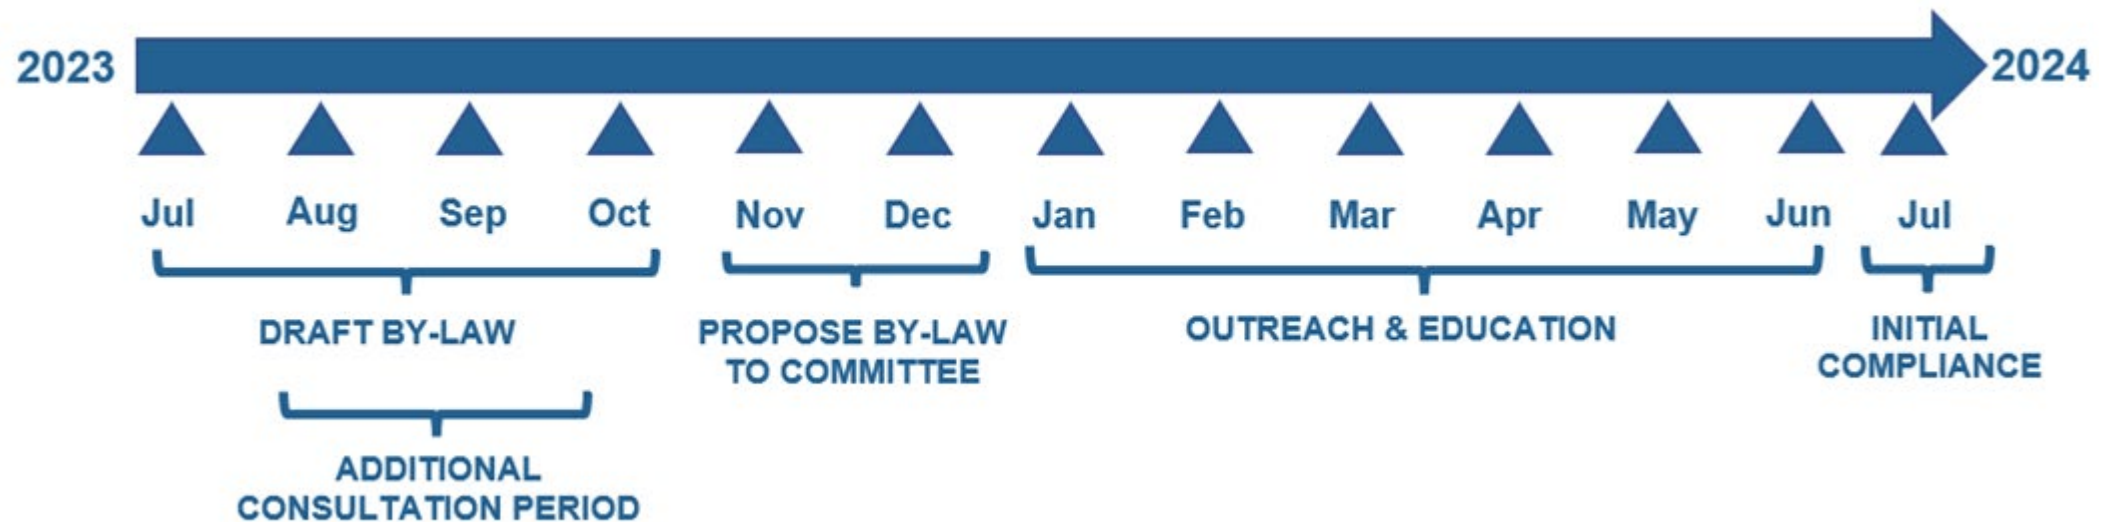 2023
2024
Jul Aug Sep Oct Nov Dec Jan Feb Mar Apr May Jun Jul
DRAFT BY-LAW
PROPOSE BY-LAW
TO COMMITTEE
OUTREACH & EDUCATION
INITIAL
COMPLIANCE
ADDITIONAL
CONSULTATION PERIOD